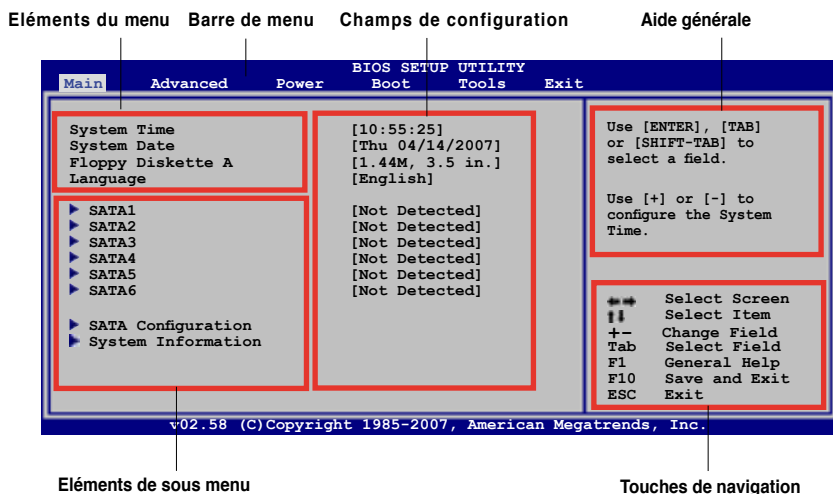 Eléments du menu Barre de menu Champs de configuration Aide générale
BIOS SETUP UTILITY
Main Advanced Power Boot Tools Exit
System Time [10:55:25]
System Date [Thu 04/14/2007]
Floppy Diskette A [1.44M, 3.5 in.]
Language [English]
SATA1 [Not Detected]
SATA2 [Not Detected]
SATA3 [Not Detected]
SATA4 [Not Detected]
SATA5 [Not Detected]
SATA6 [Not Detected]
SATA Configuration
System Information
Use [ENTER], [TAB]
or [SHIFT-TAB] to
select a field.
Use [+] or [-] to
configure the System
Time.
Select Screen
Select Item
+- Change Field
Tab Select Field
F1 General Help
F10 Save and Exit
ESC Exit
v02.58 (C)Copyright 1985-2007, American Megatrends, Inc.
Eléments de sous menu Touches de navigation